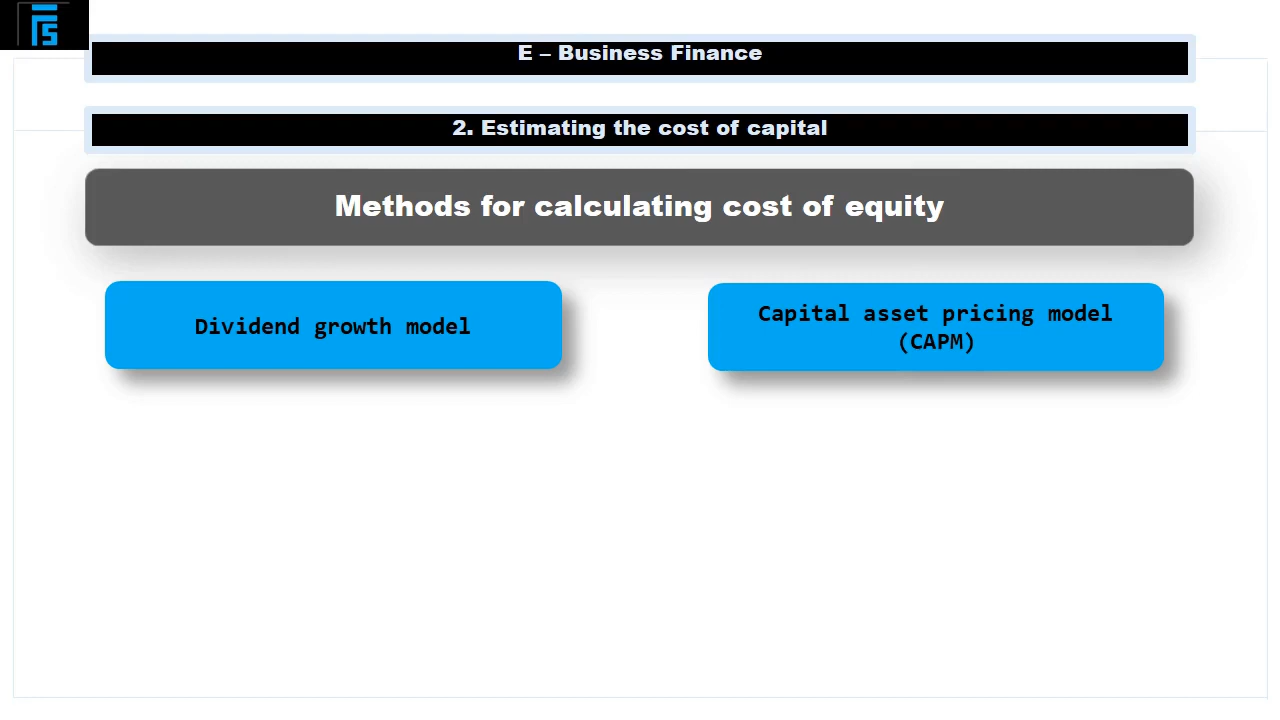 E – Business Finance
2. Estimating the cost of capital
Methods for calculating cost of equity
Dividend growth model
Capital asset pricing model
(CAPM)